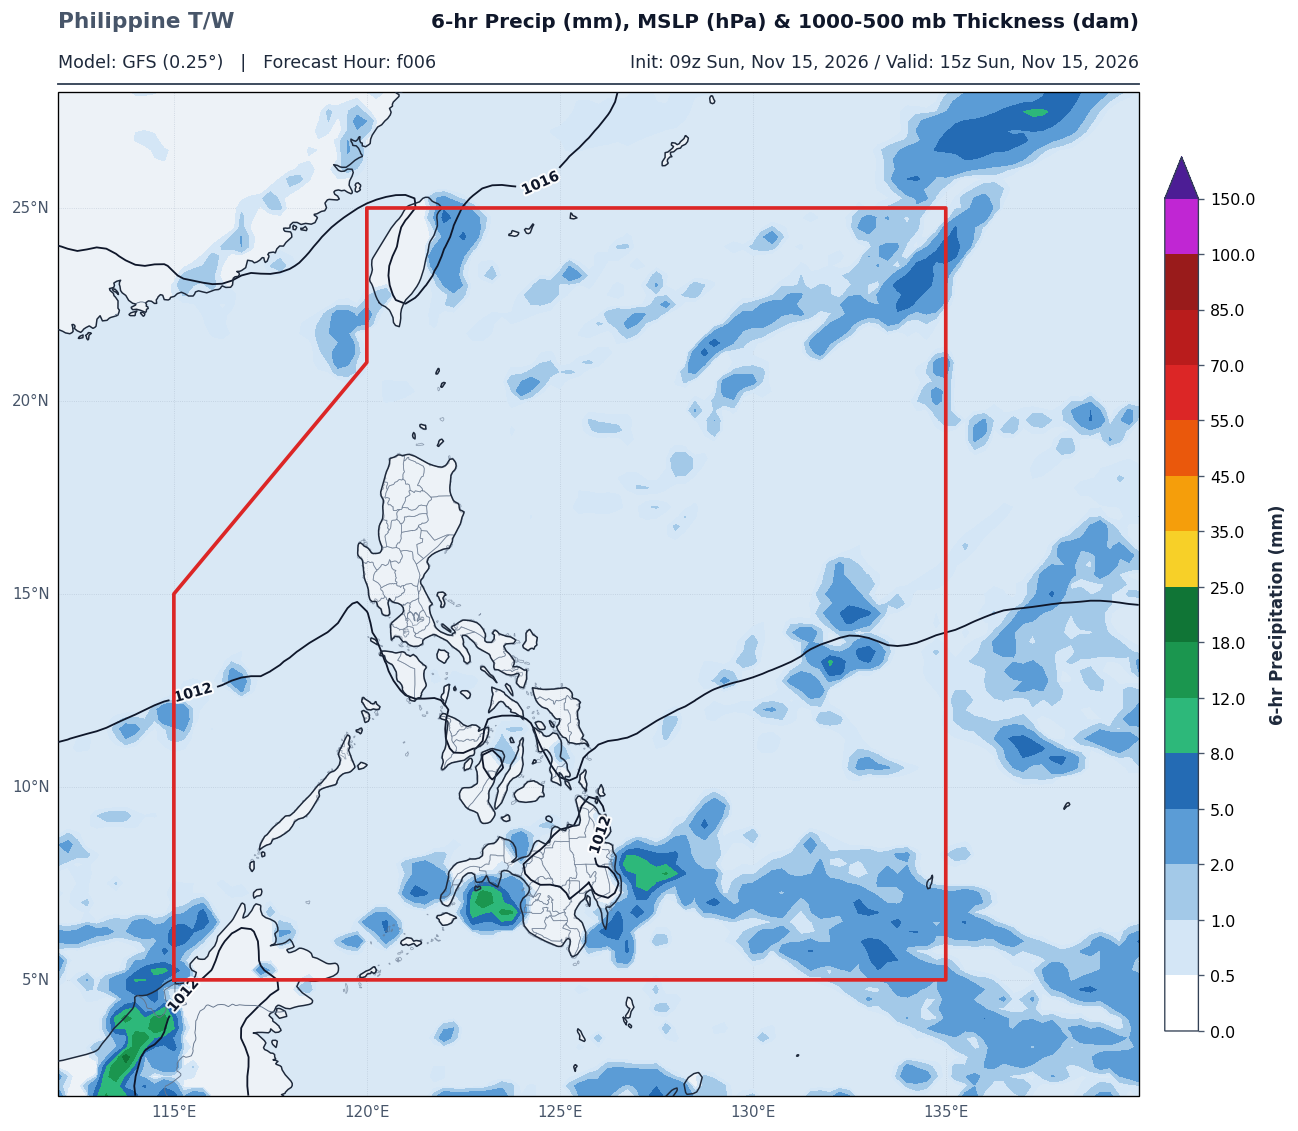 Philippine T/W
6-hr Precip (mm), MSLP (hPa) & 1000-500 mb Thickness (dam)
Model: GFS (0.25°) | Forecast Hour: f006
Init: 09z Sun, Nov 15, 2026 / Valid: 15z Sun, Nov 15, 2026
25°N
20°N
15°N
10°N
5°N
115°E
120°E
125°E
130°E
135°E
1016
1012
1012
1012
150.0
100.0
85.0
70.0
55.0
45.0
35.0
25.0
18.0
12.0
8.0
5.0
2.0
1.0
0.5
0.0
6-hr Precipitation (mm)